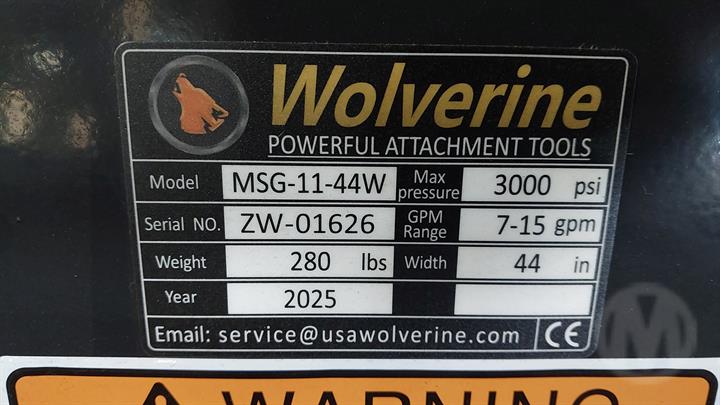 Wolverine
POWERFUL ATTACHMENT TOOLS
Model MSG-11-44W Max pressure 3000 psi
Serial NO. ZW-01626 GPM Range 7-15 gpm
Weight 280 lbs Width 44 in
Year 2025
Email: service@usawolverine.com CE
WARNING
M